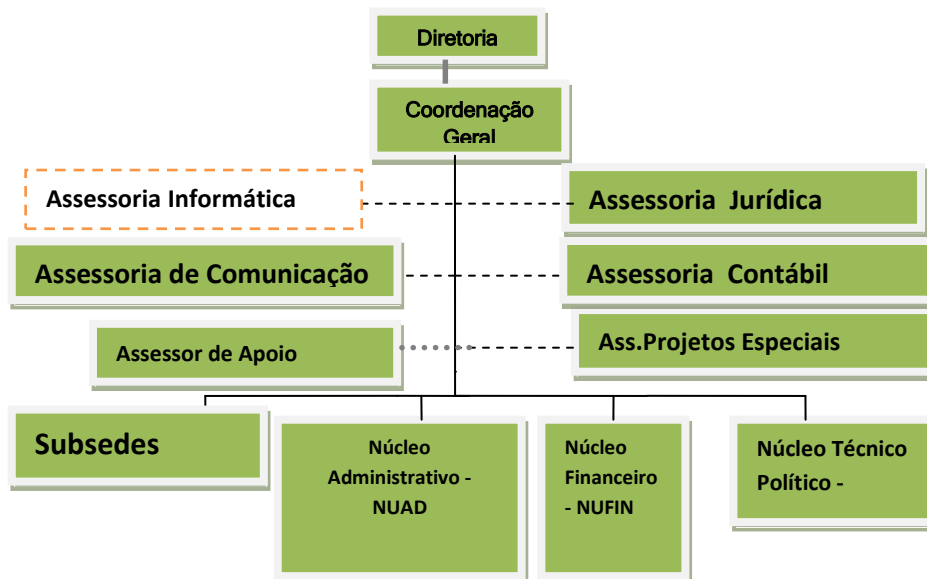 Diretoria
Coordenação
Geral
Assessoria Informática
Assessoria Jurídica
Assessoria de Comunicação
Assessoria Contábil
Assessor de Apoio
Ass.Projetos Especiais
Subsedes
Núcleo
Administrativo -
NUAD
Núcleo
Financeiro
- NUFIN
Núcleo Técnico
Político -